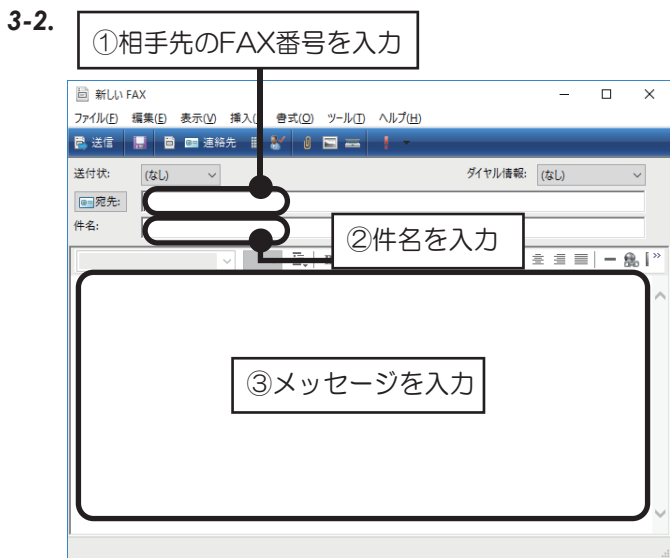 3-2.
①相手先のFAX番号を入力
新しい FAX
ファイル(F) 編集(E) 表示(V) 挿入( 書式(O) ツール(T) ヘルプ(H)
送信 連絡先
送付状: (なし) ダイヤル情報: (なし)
宛先:
件名:
②件名を入力
③メッセージを入力